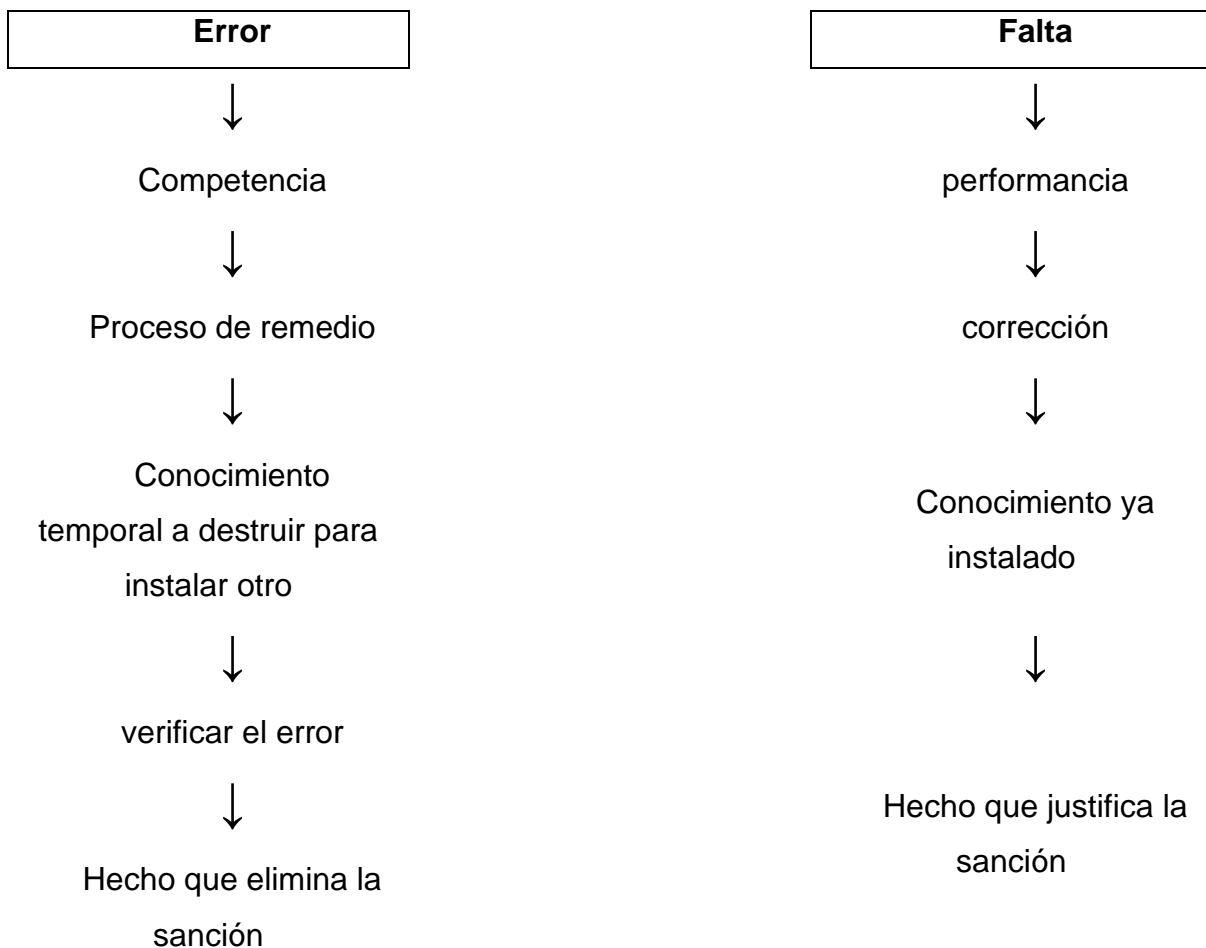 Error
↓
Competencia
↓
Proceso de remedio
↓
Conocimiento
temporal a destruir para
instalar otro
↓
verificar el error
↓
Hecho que elimina la
sanción
Falta
↓
performancia
↓
corrección
↓
Conocimiento ya
instalado
↓
Hecho que justifica la
sanción